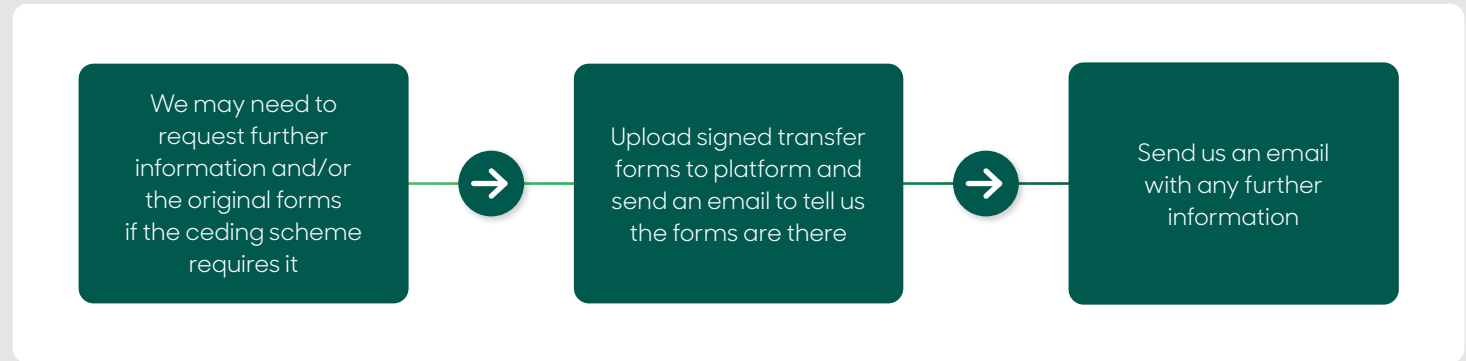 We may need to
request further
information and/or
the original forms
if the ceding scheme
requires it
Upload signed transfer
forms to platform and
send an email to tell us
the forms are there
Send us an email
with any further
information